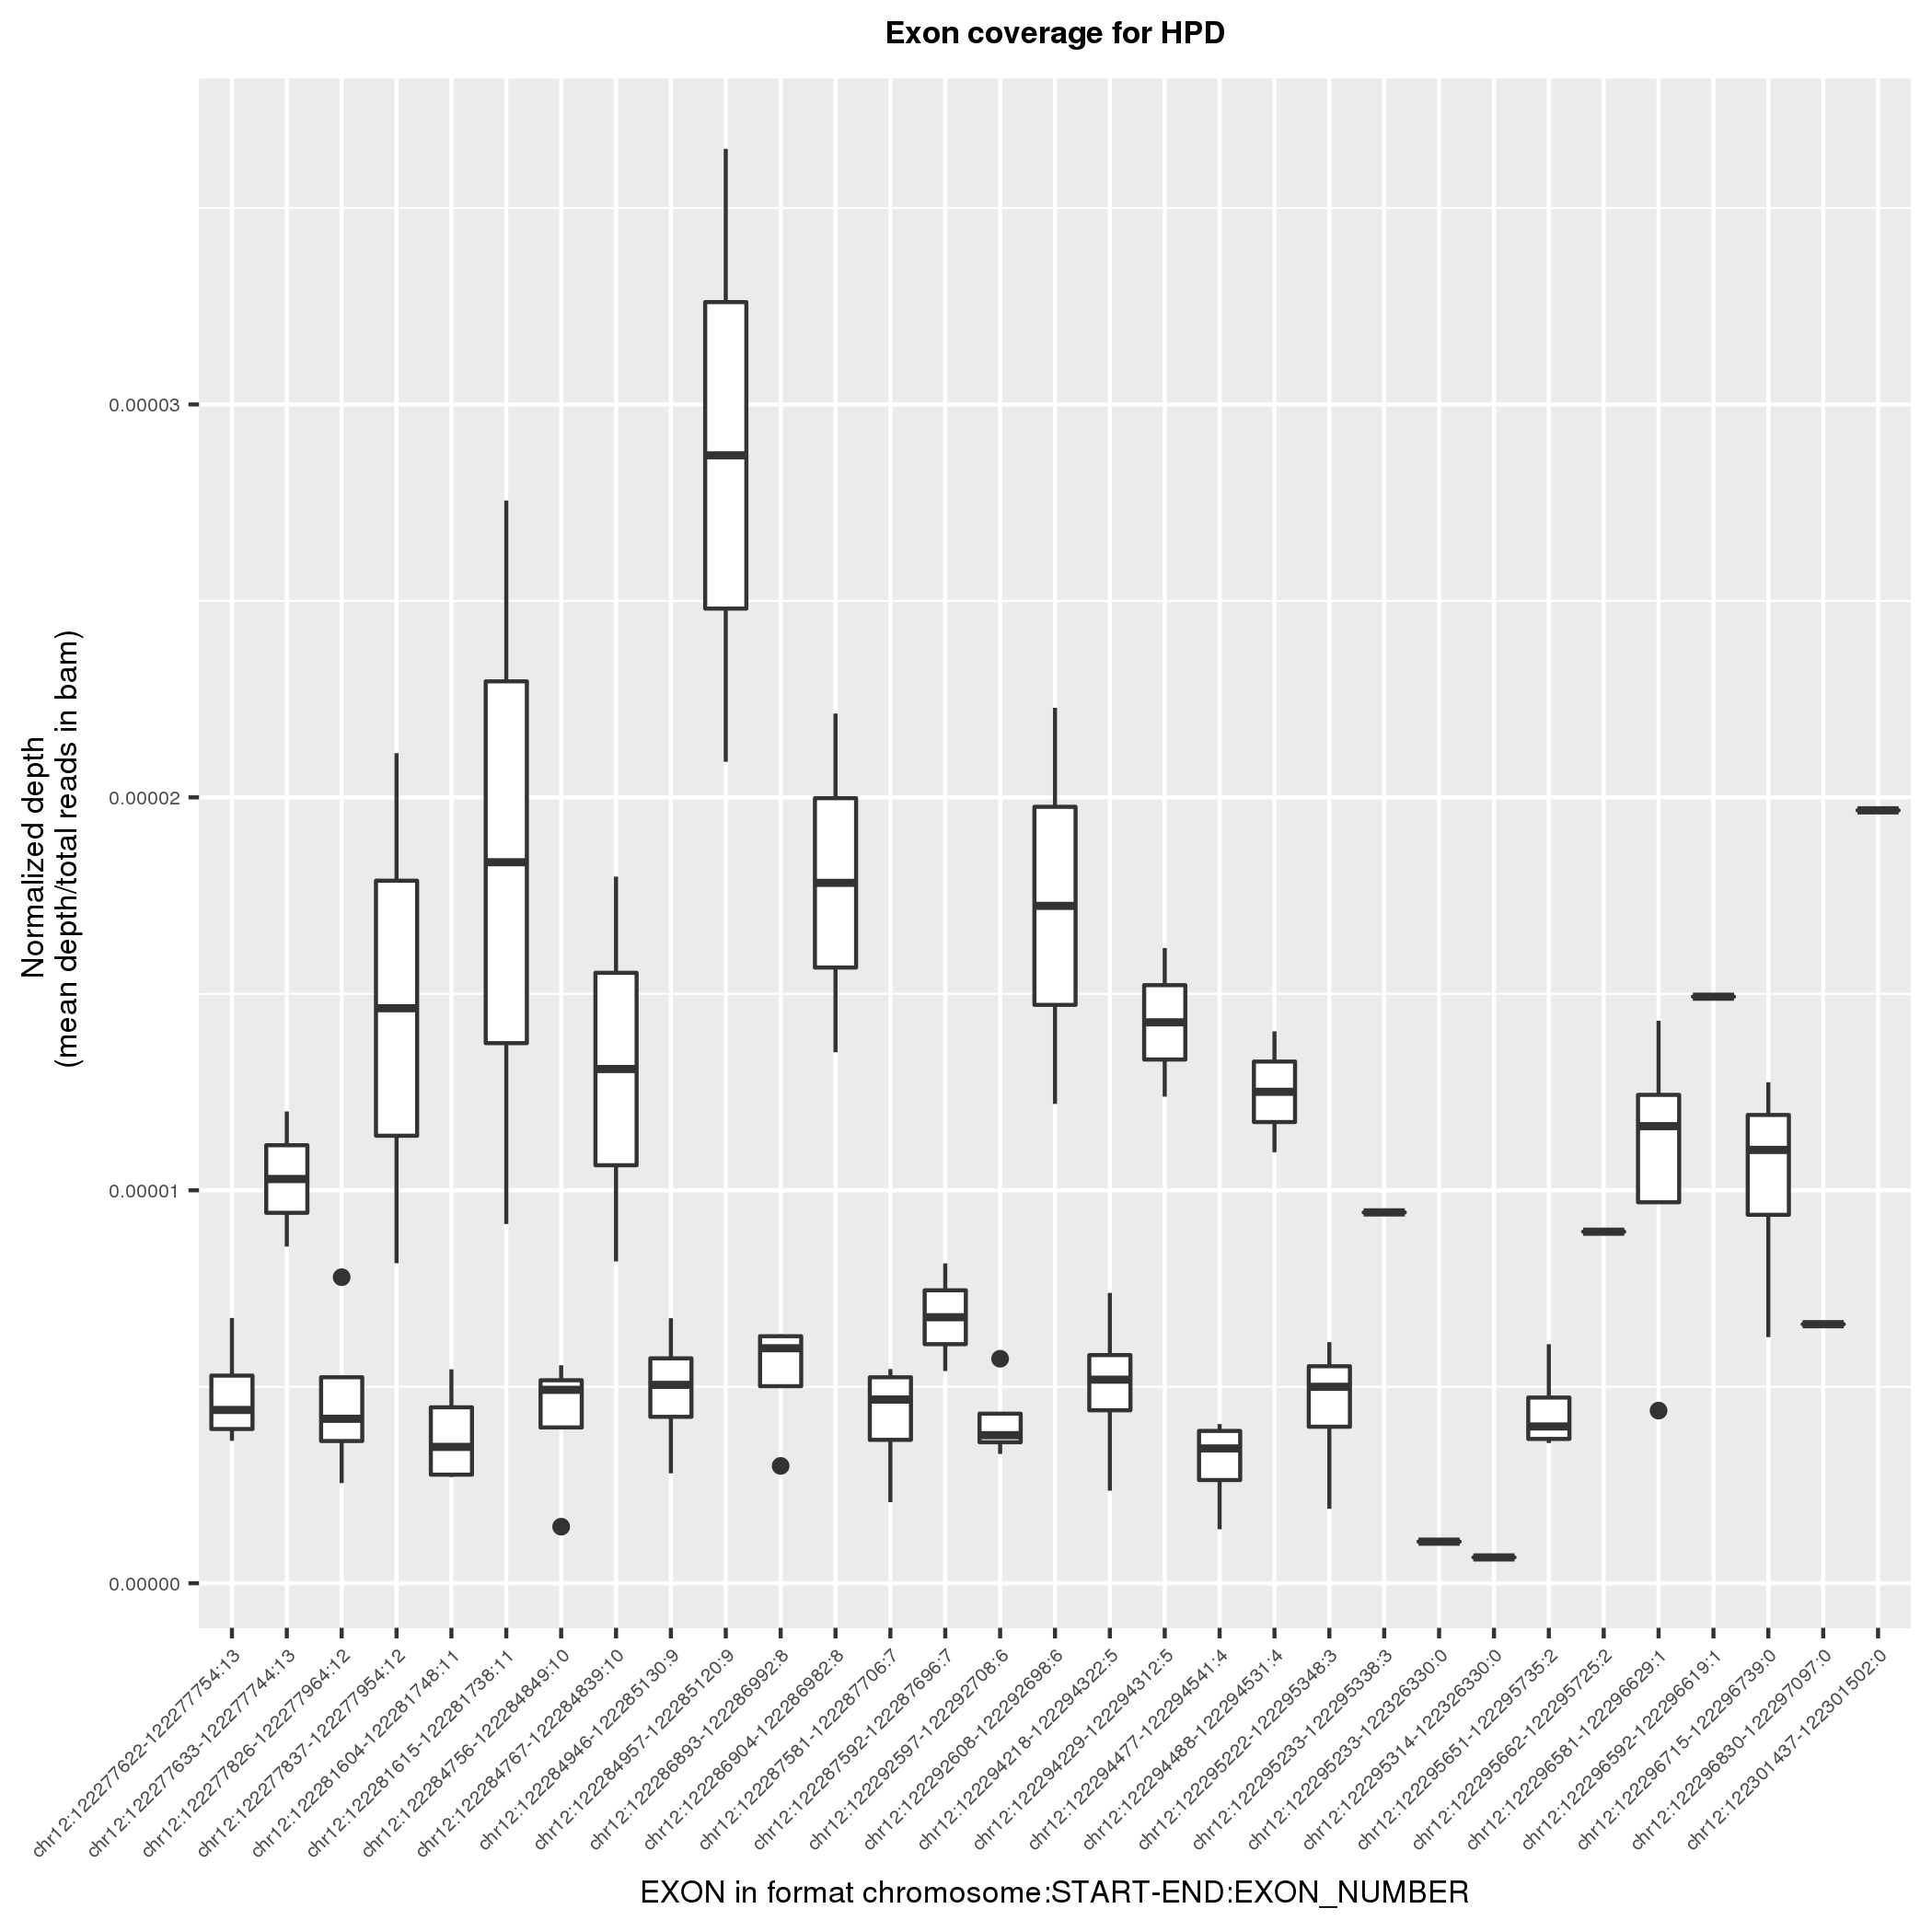 Exon coverage for HPD
Normalized depth
(mean depth/total reads in bam)
0.00003
0.00002
0.00001
0.00000
chr12:122277622-122277754:13
chr12:122277633-122277744:13
chr12:122277826-122277964:12
chr12:122277837-122277954:12
chr12:122281604-122281748:11
chr12:122281615-122281738:11
chr12:122284756-122284849:10
chr12:122284767-122284839:10
chr12:122284946-122285130:9
chr12:122284957-122285120:9
chr12:122286893-122286992:8
chr12:122286904-122286982:8
chr12:122287581-122287706:7
chr12:122287592-122287696:7
chr12:122292597-122292708:6
chr12:122292608-122292698:6
chr12:122294218-122294322:5
chr12:122294229-122294312:5
chr12:122294477-122294541:4
chr12:122294488-122294531:4
chr12:122295222-122295348:3
chr12:122295233-122295338:3
chr12:122295233-122326330:0
chr12:122295314-122326330:0
chr12:122295651-122295735:2
chr12:122295662-122295725:2
chr12:122296581-122296629:1
chr12:122296592-122296619:1
chr12:122296715-122296739:0
chr12:122296830-122297097:0
chr12:122301437-122301502:0
EXON in format chromosome:START-END:EXON_NUMBER